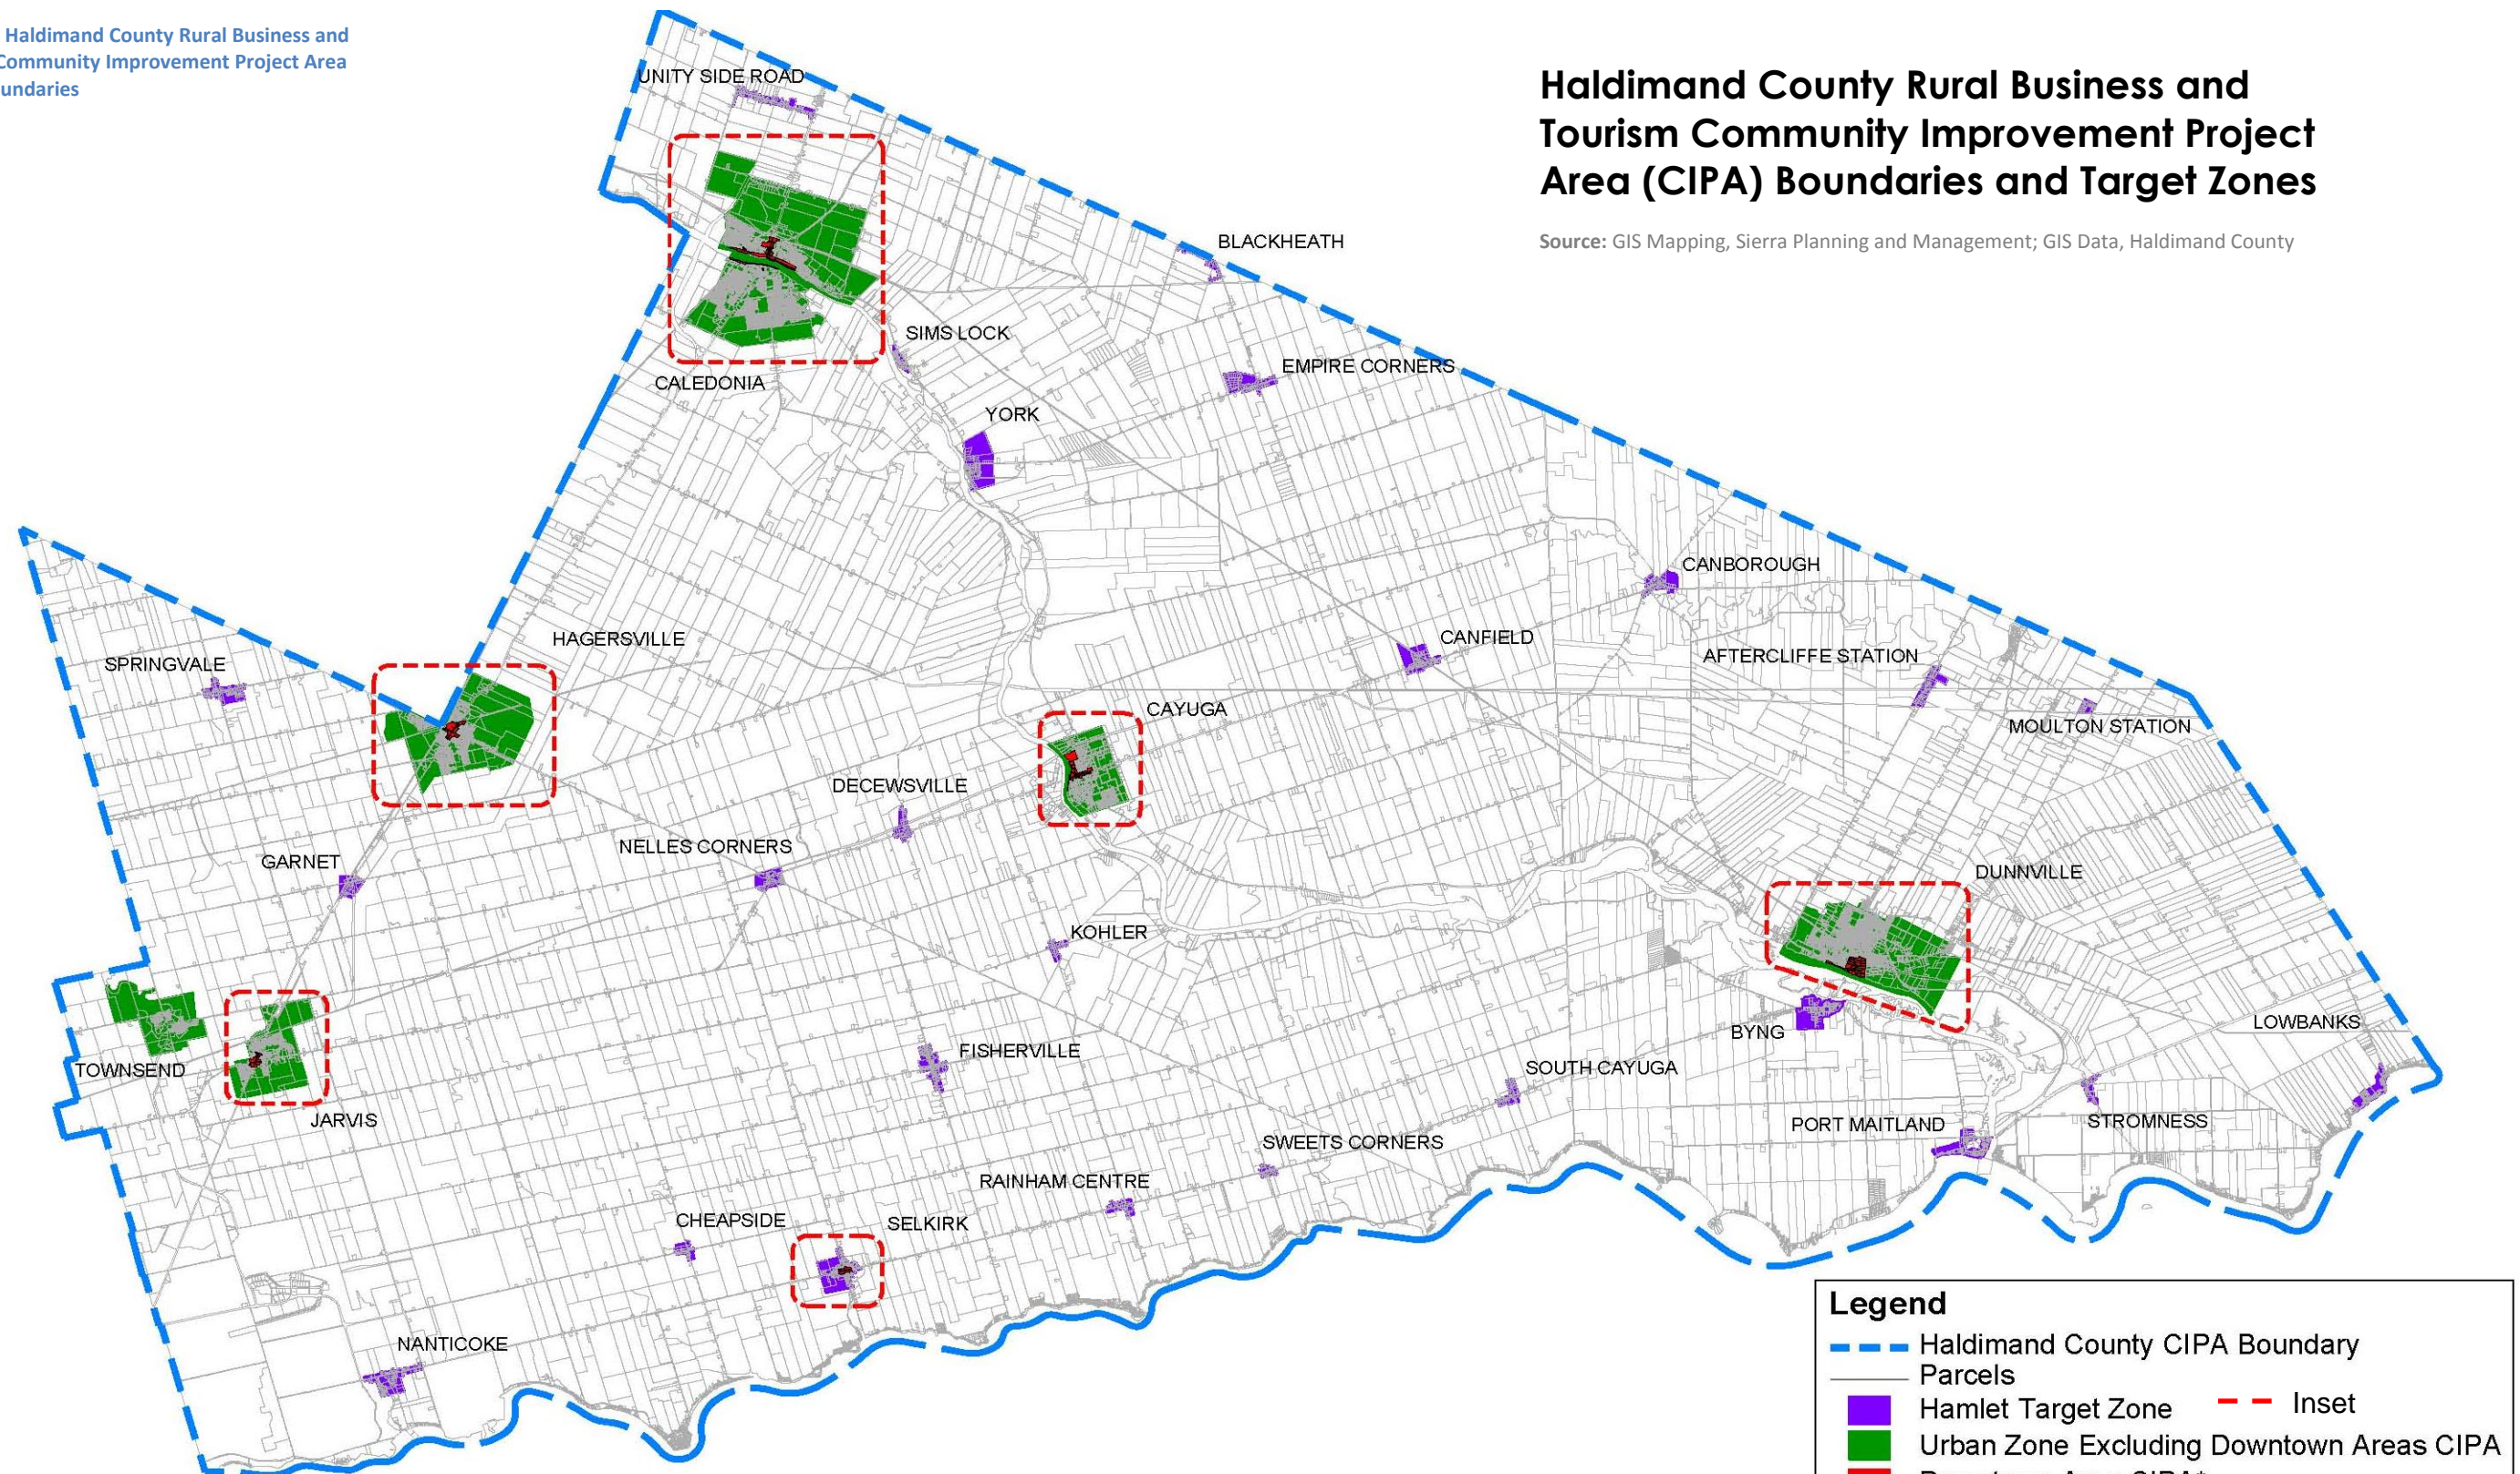 Haldimand County Rural Business and
Community Improvement Project Area
undaries
Haldimand County Rural Business and
Tourism Community Improvement Project
Area (CIPA) Boundaries and Target Zones
Source: GIS Mapping, Sierra Planning and Management; GIS Data, Haldimand County
UNITY SIDE ROAD
BLACKHEATH
SIMS LOCK
EMPIRE CORNERS
CALEDONIA
YORK
CANBOROUGH
HAGERSVILLE
CANFIELD
SPRINGVALE
AFTERCLIFFE STATION
CAYUGA
MOULTON STATION
DECEWSVILLE
NELLES CORNERS
GARNET
DUNNVILLE
KOHLER
LOWBANKS
BYNG
FISHERVILLE
TOWNSEND
SOUTH CAYUGA
JARVIS
PORT MAITLAND
STROMNESS
SWEETS CORNERS
RAINHAM CENTRE
CHEAPSIDE
SELKIRK
NANTICOKE
Legend
Haldimand County CIPA Boundary
Parcels
Hamlet Target Zone
Inset
Urban Zone Excluding Downtown Areas CIPA